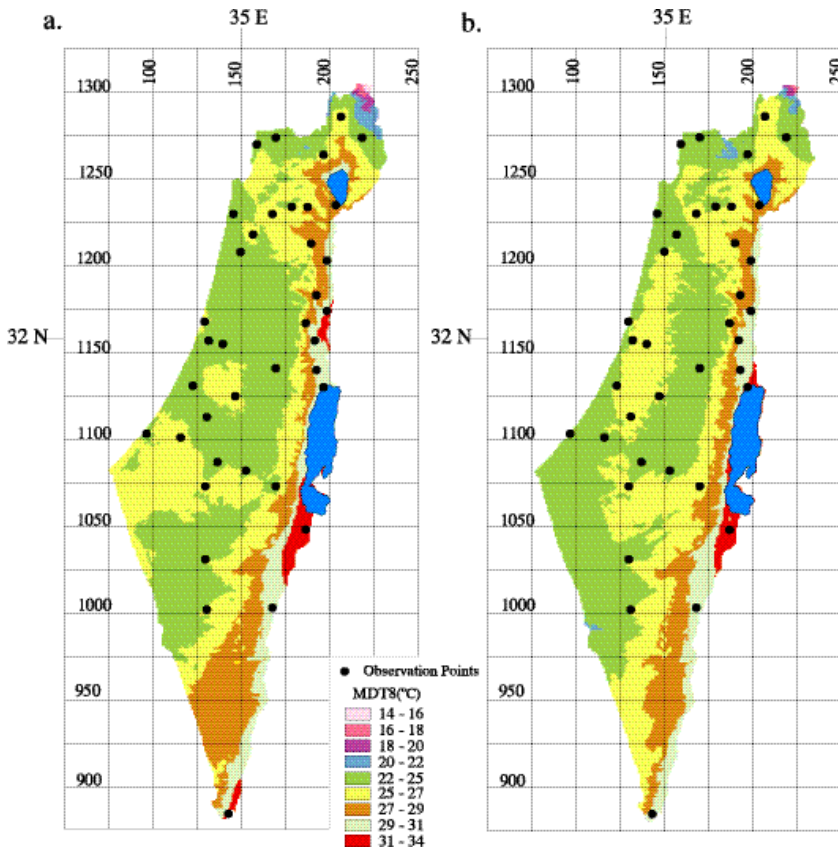 a.
35 E
100
150
200
250
1300
1250
1200
32 N
1150
1100
1050
1000
950
900
Observation Points
MDT8(°C)
14 - 16
16 - 18
18 - 20
20 - 22
22 - 25
25 - 27
27 - 29
29 - 31
31 - 34
b.
35 E
100
150
200
250
1300
1250
1200
32 N
1150
1100
1050
1000
950
900